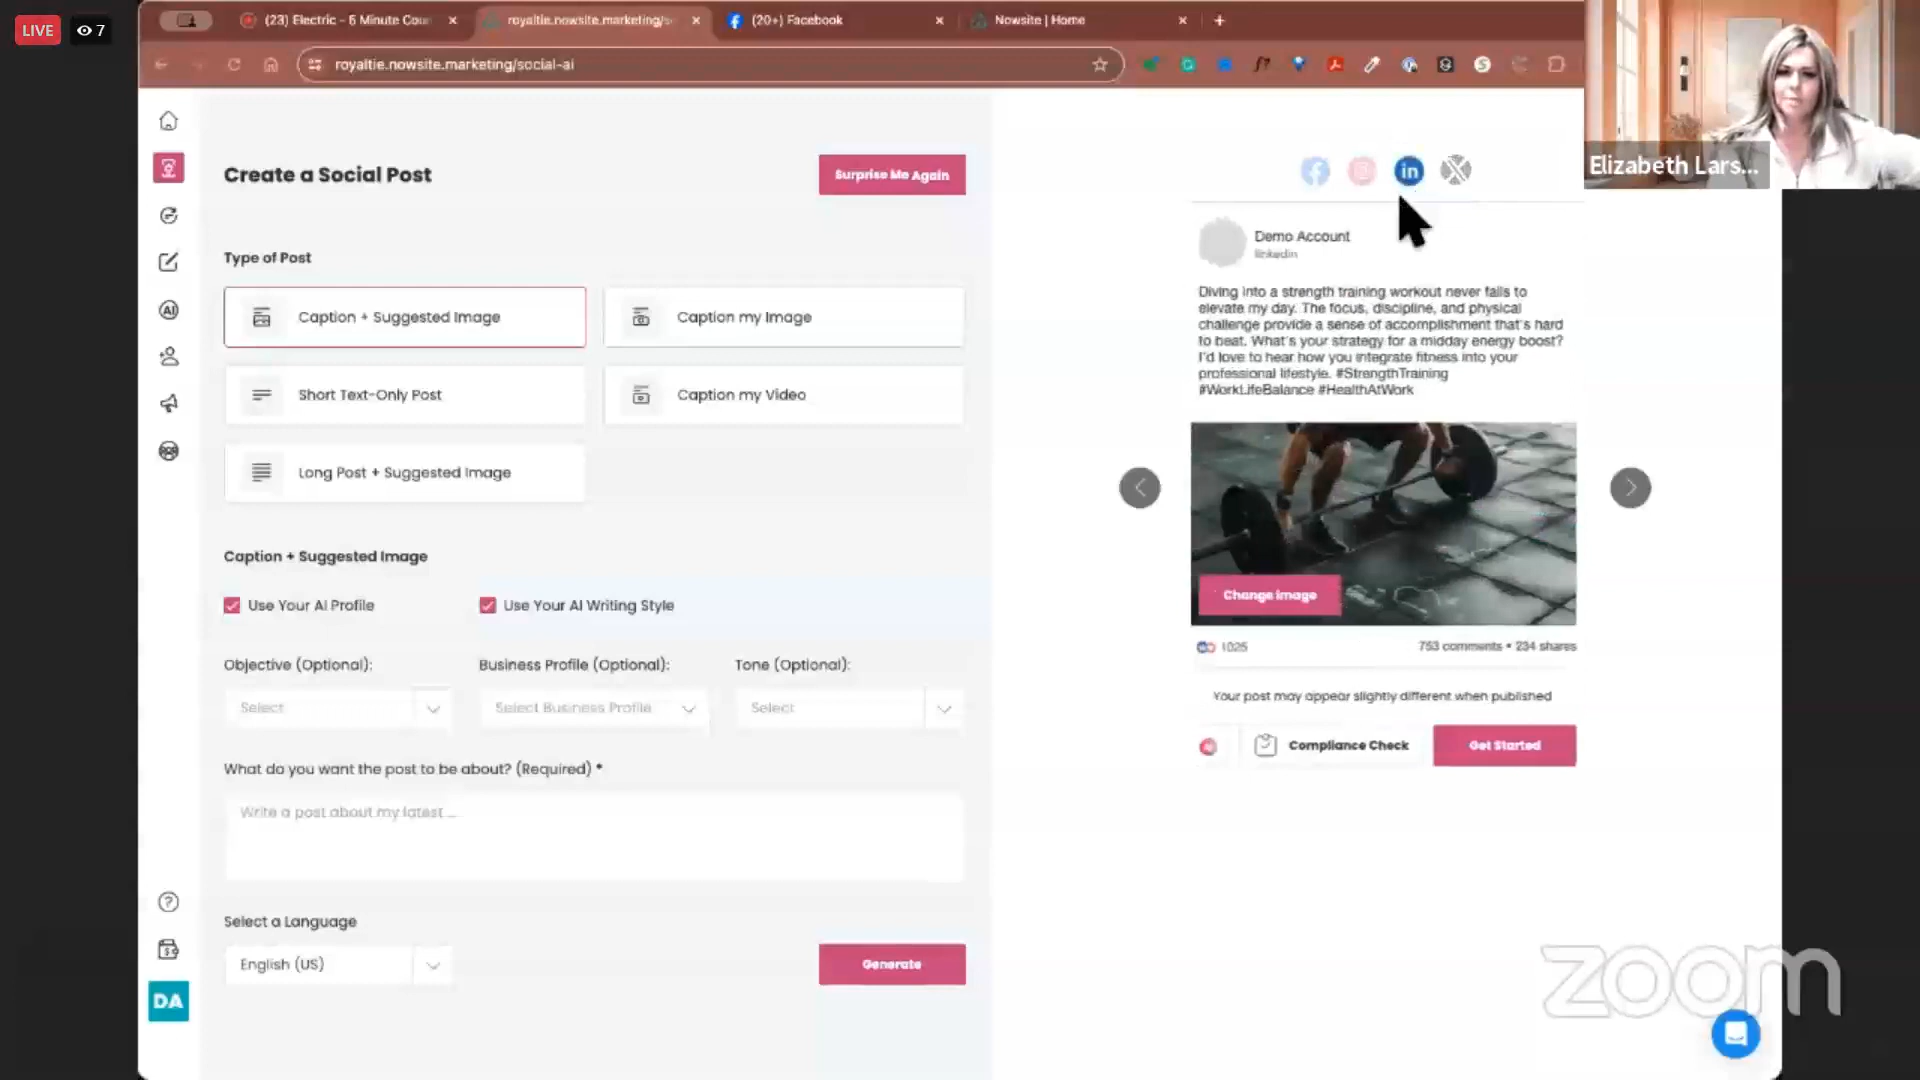 LIVE
7
(23) Electric - 5 Minute Coun
royaltie.nowsite.marketing/s
(20+) Facebook
Nowsite | Home
royaltie.nowsite.marketing/social-ai
Elizabeth Lars...
Create a Social Post
Surprise Me Again
Type of Post
Caption + Suggested Image
Caption my Image
Short Text-Only Post
Caption my Video
Long Post + Suggested Image
Caption + Suggested Image
Use Your AI Profile
Use Your AI Writing Style
Objective (Optional):
Business Profile (Optional):
Tone (Optional):
Select
Select Business Profile
Select
What do you want the post to be about? (Required) *
Write a post about my latest ...
Select a Language
English (US)
Generate
AI
DA
in
Demo Account
linkedin
Diving into a strength training workout never fails to
elevate my day. The focus, discipline, and physical
challenge provide a sense of accomplishment that's hard
to beat. What's your strategy for a midday energy boost?
I'd love to hear how you integrate fitness into your
professional lifestyle. #StrengthTraining
#WorkLifeBalance #HealthAtWork
Change Image
1025
753 comments • 234 shares
Your post may appear slightly different when published
Compliance Check
Get Started
zoom